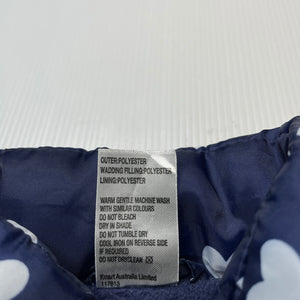 OUTER:POLYESTER
WADDING FILLING:POLYESTER
LINING:POLYESTER
WARM GENTLE MACHINE WASH
WITH SIMILAR COLOURS
DO NOT BLEACH
DRY IN SHADE
DO NOT TUMBLE DRY
COOL IRON ON REVERSE SIDE
IF REQUIRED
DO NOT DRYCLEAN
Kmart Australia Limited